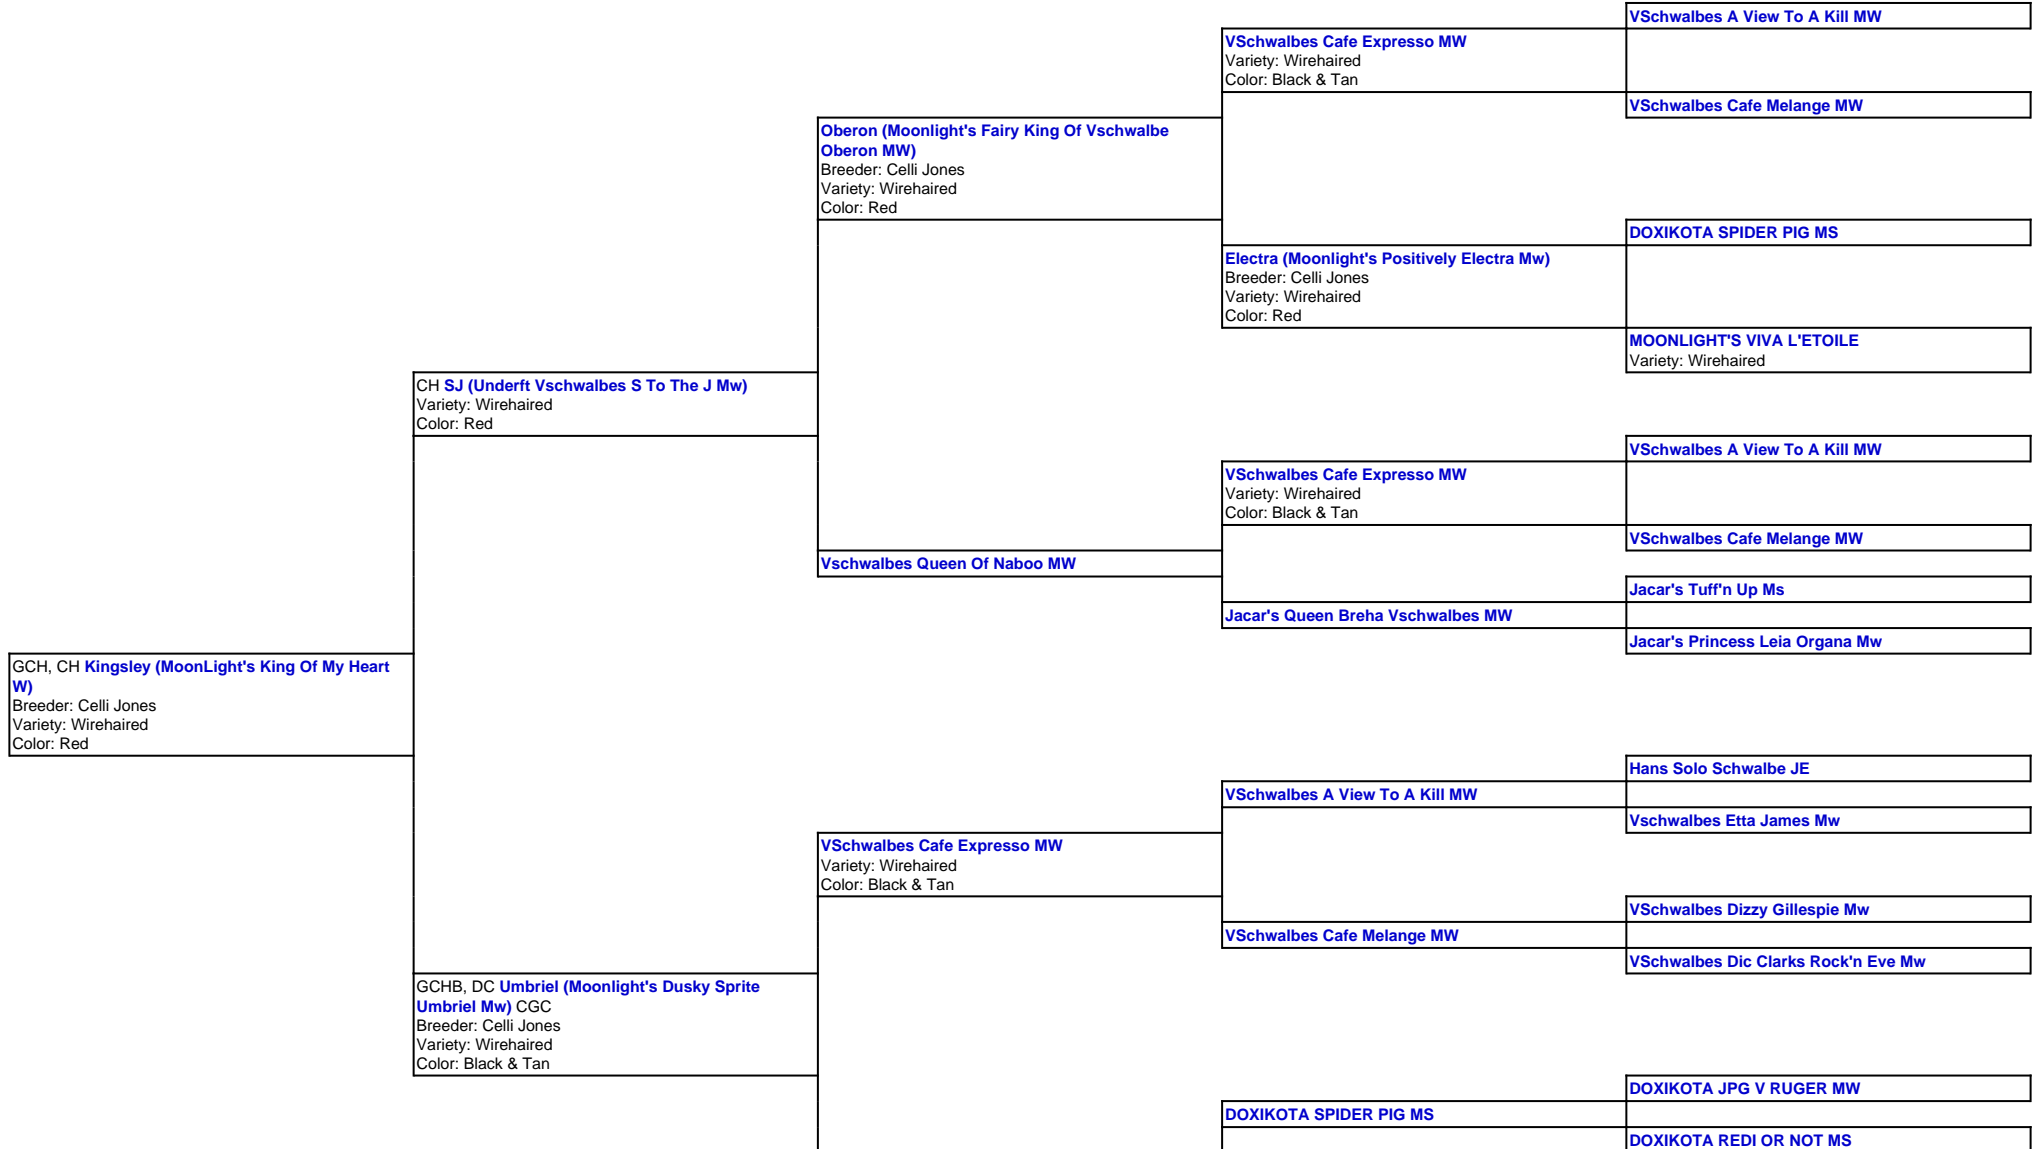 VSchwalbes A View To A Kill MW
VSchwalbes Cafe Expresso MW
Variety: Wirehaired
Color: Black & Tan
VSchwalbes Cafe Melange MW
Oberon (Moonlight's Fairy King Of Vschwalbe
Oberon MW)
Breeder: Celli Jones
Variety: Wirehaired
Color: Red
DOXIKOTA SPIDER PIG MS
Electra (Moonlight's Positively Electra Mw)
Breeder: Celli Jones
Variety: Wirehaired
Color: Red
MOONLIGHT'S VIVA L'ETOILE
Variety: Wirehaired
CH SJ (Underft Vschwalbes S To The J Mw)
Variety: Wirehaired
Color: Red
VSchwalbes A View To A Kill MW
VSchwalbes Cafe Expresso MW
Variety: Wirehaired
Color: Black & Tan
VSchwalbes Cafe Melange MW
Vschwalbes Queen Of Naboo MW
Jacar's Tuff'n Up Ms
Jacar's Queen Breha Vschwalbes MW
Jacar's Princess Leia Organa Mw
GCH, CH Kingsley (MoonLight's King Of My Heart
W)
Breeder: Celli Jones
Variety: Wirehaired
Color: Red
Hans Solo Schwalbe JE
VSchwalbes A View To A Kill MW
Vschwalbes Etta James Mw
VSchwalbes Cafe Expresso MW
Variety: Wirehaired
Color: Black & Tan
VSchwalbes Dizzy Gillespie Mw
VSchwalbes Cafe Melange MW
VSchwalbes Dic Clarks Rock'n Eve Mw
GCHB, DC Umbriel (Moonlight's Dusky Sprite
Umbriel Mw) CGC
Breeder: Celli Jones
Variety: Wirehaired
Color: Black & Tan
DOXIKOTA JPG V RUGER MW
DOXIKOTA SPIDER PIG MS
DOXIKOTA REDI OR NOT MS